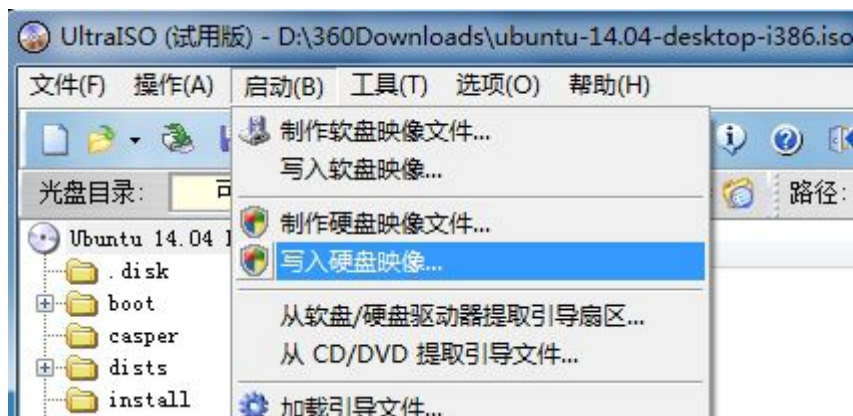 UltraISO (试用版) - D:\360Downloads\ubuntu-14.04-desktop-i386.iso
文件(F) 操作(A) 启动(B) 工具(T) 选项(O) 帮助(H)
制作软盘映像文件...
写入软盘映像...
光盘目录: 可
路径:
制作硬盘映像文件...
Ubuntu 14.04
写入硬盘映像...
.disk
boot
从软盘/硬盘驱动器提取引导扇区...
casper
从 CD/DVD 提取引导文件...
dists
install
加载引导文件...